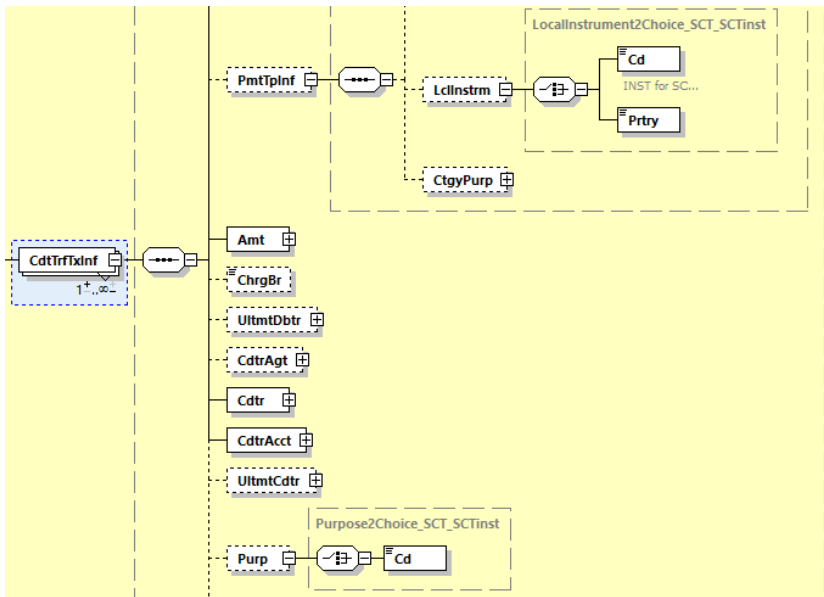 LocalInstrument2Choice_SCT_SCTinst
Cd
INST for SC...
PmtTpInf
LclInstrm
Prtry
CtgyPurp
Amt
CdtTrfTxInf
1..∞
ChrgBr
UltmtDbtr
CdtrAgt
Cdtr
CdtrAcct
UltmtCdtr
Purpose2Choice_SCT_SCTinst
Purp
Cd